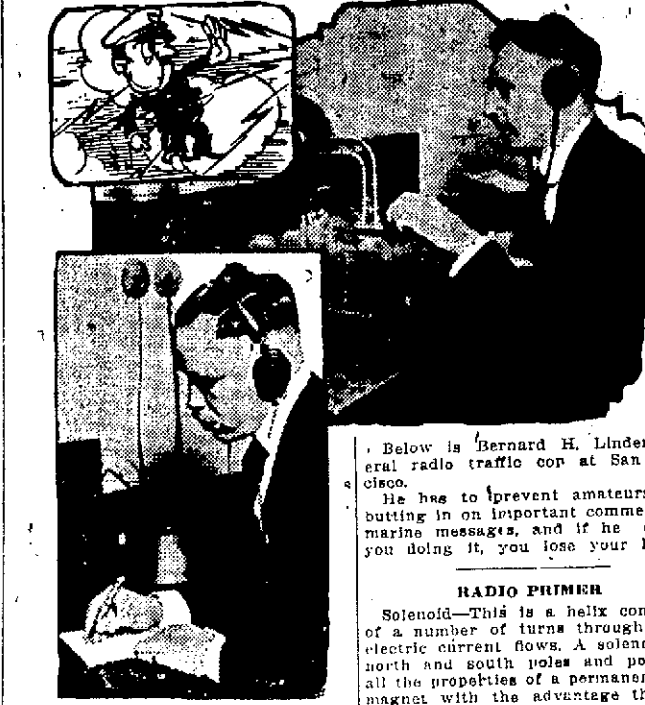 Below is Bernard H. Linder
eral radio traffic cop at San
cisco.
He has to prevent amateurs
butting in on important comme
marine messages, and if he
you doing it, you lose your
RADIO PRIMER
Solenoid—This is a helix con
of a number of turns through
electric current flows. A solen
north and south poles and po
all the properties of a permanen
magnet with the advantage th